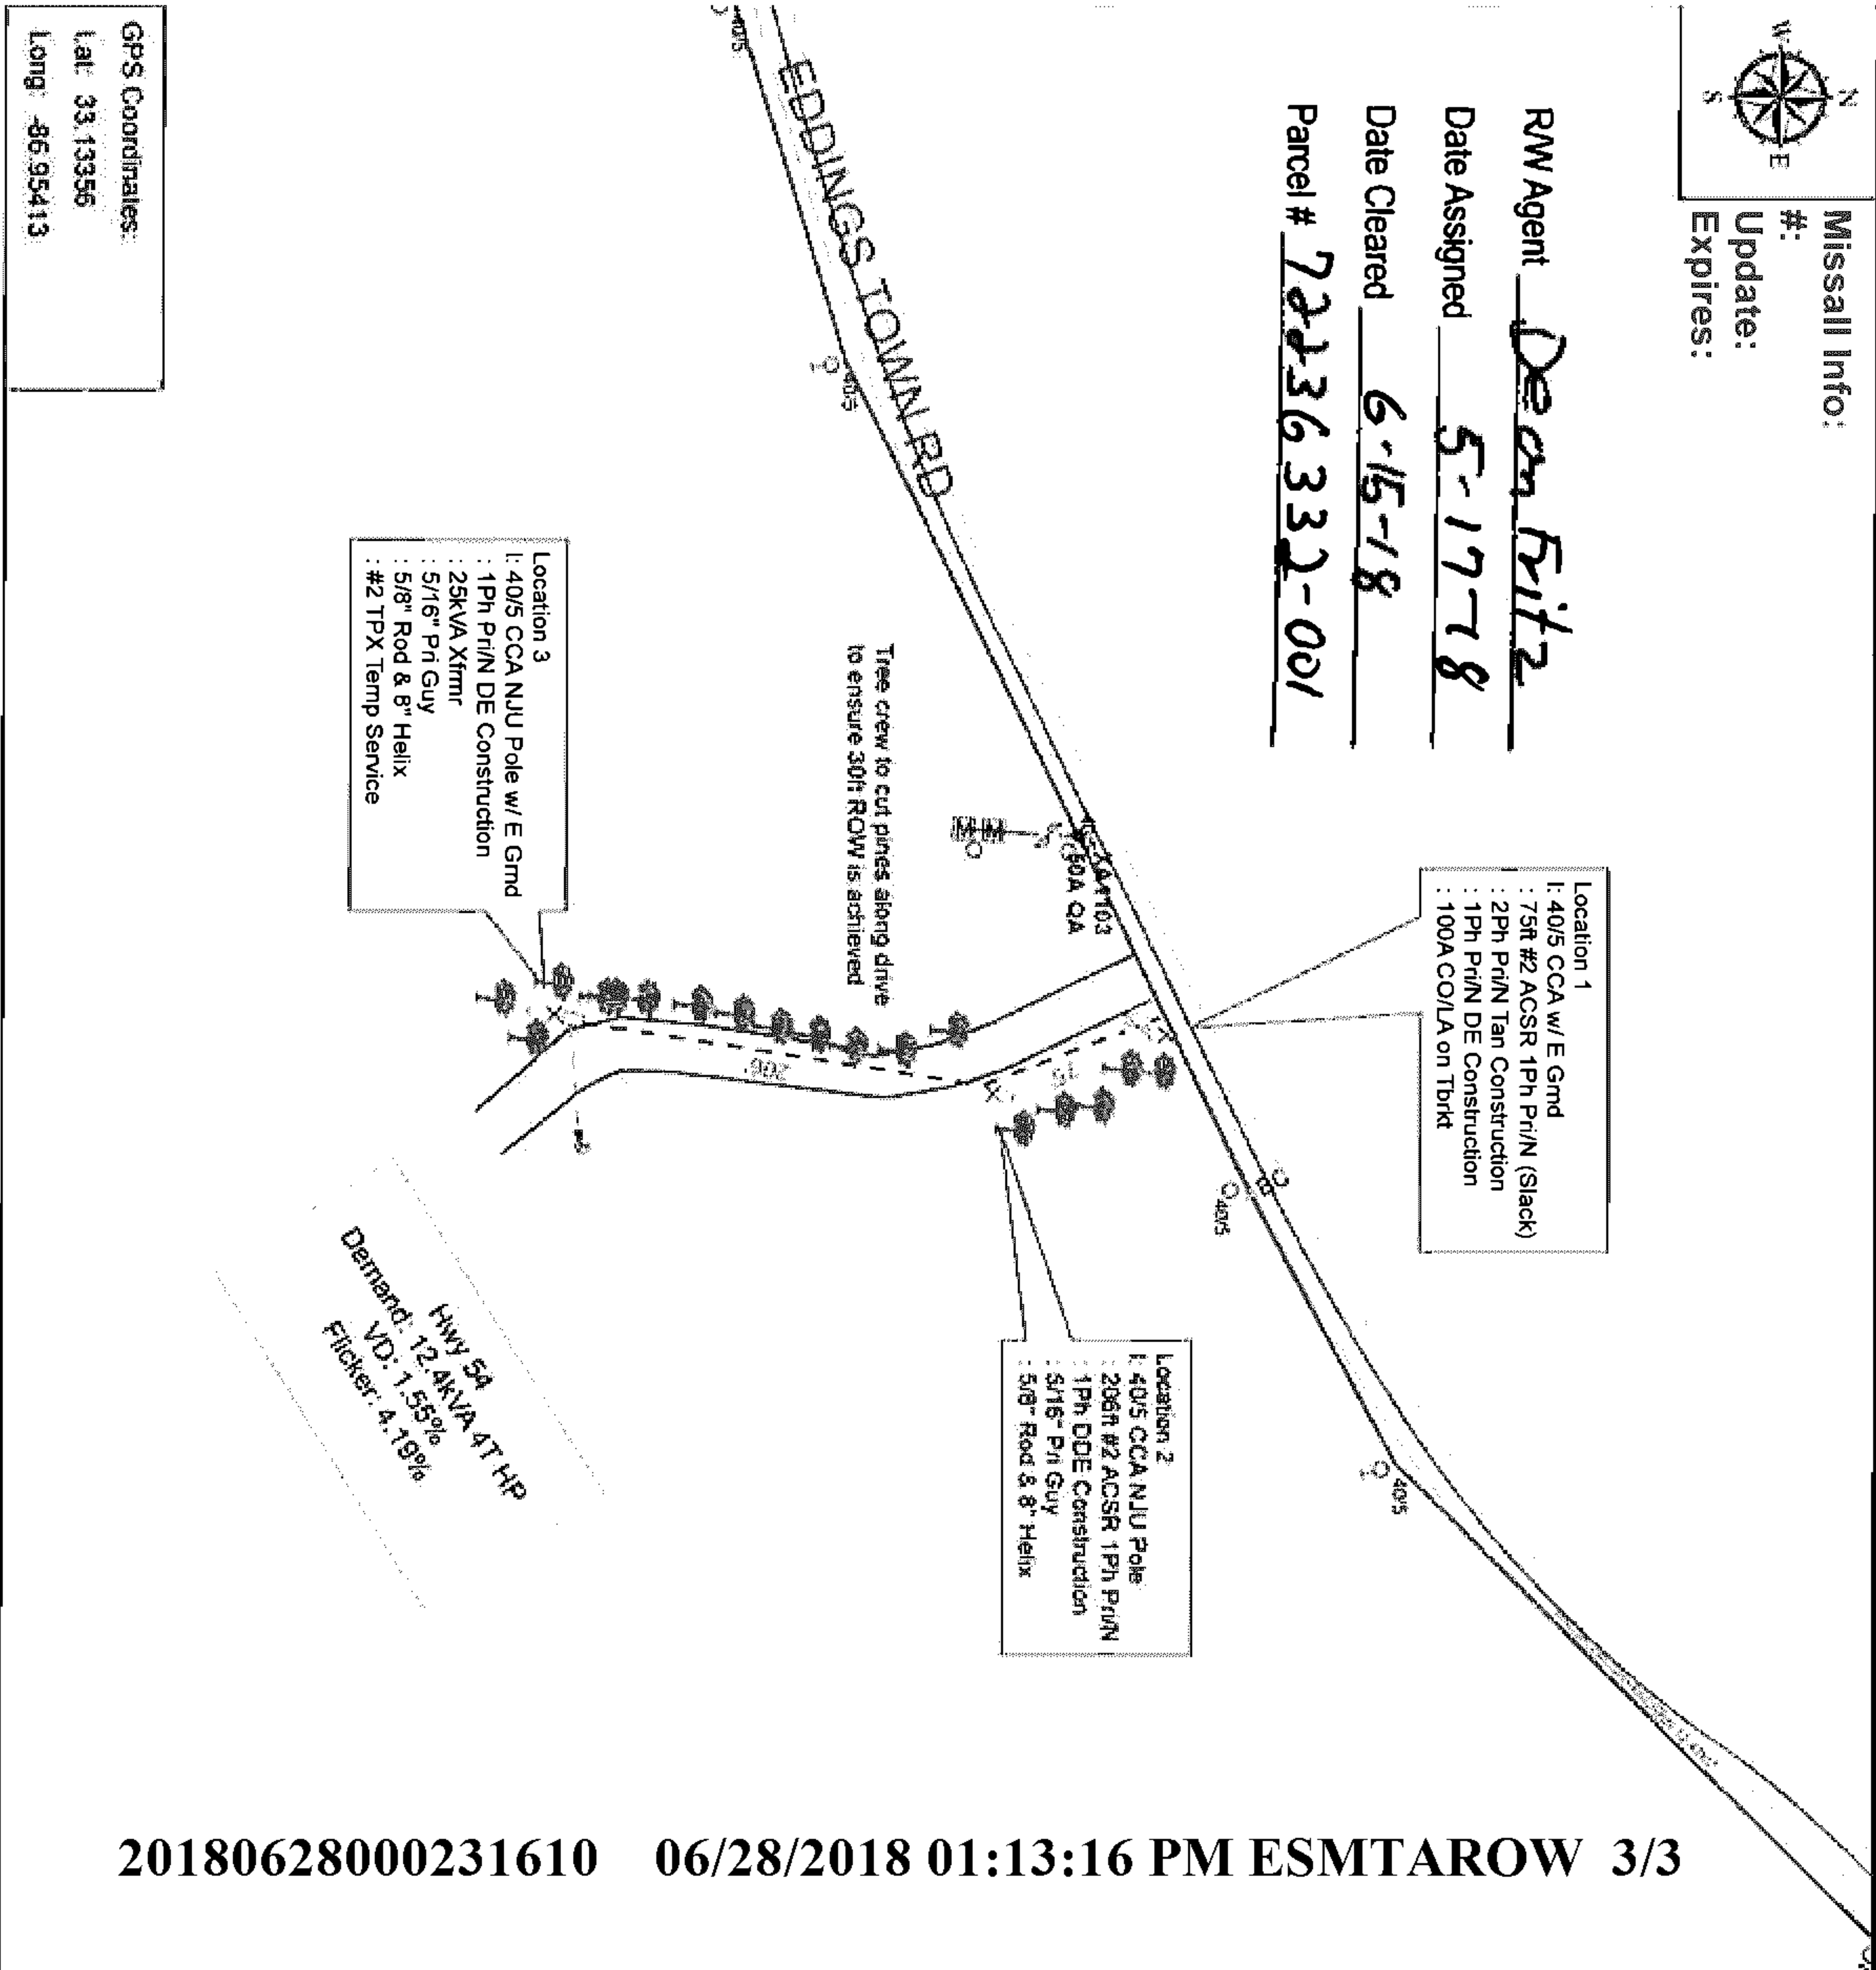 N
W
E
S
Missall Info:
#:
Update:
Expires:
R/W Agent Dean Fritz
Date Assigned 5-17-18
Date Cleared 6-15-18
Parcel # 72236332-001
Location 1
I: 40/5 CCA w/ E Grnd
: 75ft #2 ACSR 1Ph Pri/N (Slack)
: 2Ph Pri/N Tan Construction
: 1Ph Pri/N DE Construction
: 100A CO/LA on Tbrkt
EDDINGS TOWN RD
40/5
40/5
50A QA
40/5
40/5
Tree crew to cut pines along drive
to ensure 30ft ROW is achieved
206'
75'
Location 2
I: 40/5 CCA NJU Pole
: 206ft #2 ACSR 1Ph Pri/N
: 1Ph DDE Construction
: 5/16" Pri Guy
: 5/8" Rod & 8" Helix
Location 3
I: 40/5 CCA NJU Pole w/ E Grnd
: 1Ph Pri/N DE Construction
: 25kVA Xfrmr
: 5/16" Pri Guy
: 5/8" Rod & 8" Helix
: #2 TPX Temp Service
Hwy 54
Demand: 12.4kVA 4T HP
VD: 1.55%
Flicker: 4.19%
GPS Coordinates:
Lat: 33.13356
Long: -86.95413
20180628000231610 06/28/2018 01:13:16 PM ESMTAROW 3/3